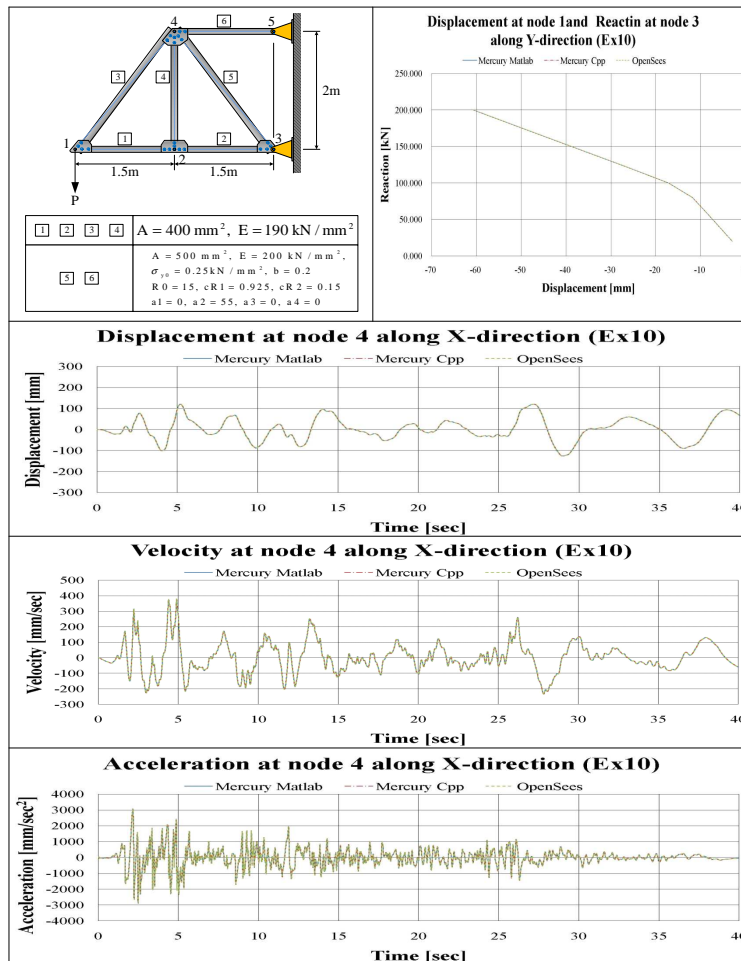 4
6
5
3
4
5
2m
1
1
2
3
2
1.5m
1.5m
P
1 2 3 4
A = 400 mm², E = 190 kN / mm²
5 6
A = 500 mm², E = 200 kN / mm²,
σy0 = 0.25kN / mm², b = 0.2
R0 = 15, cR1 = 0.925, cR 2 = 0.15
a1 = 0, a2 = 55, a3 = 0, a4 = 0
Displacement at node 1and Reactin at node 3
along Y-direction (Ex10)
Mercury Matlab Mercury Cpp OpenSees
250.000
200.000
150.000
100.000
50.000
0.000
Reaction [kN]
-70 -60 -50 -40 -30 -20 -10
Displacement [mm]
Displacement at node 4 along X-direction (Ex10)
Mercury Matlab Mercury Cpp OpenSees
300
200
100
0
-100
-200
-300
Displacement [mm]
0 5 10 15 20 25 30 35 40
Time [sec]
Velocity at node 4 along X-direction (Ex10)
Mercury Matlab Mercury Cpp OpenSees
500
400
300
200
100
0
-100
-200
-300
Velocity [mm/sec]
0 5 10 15 20 25 30 35 40
Time [sec]
Acceleration at node 4 along X-direction (Ex10)
Mercury Matlab Mercury Cpp OpenSees
4000
3000
2000
1000
0
-1000
-2000
-3000
-4000
Acceleration [mm/sec²]
0 5 10 15 20 25 30 35 40
Time [sec]